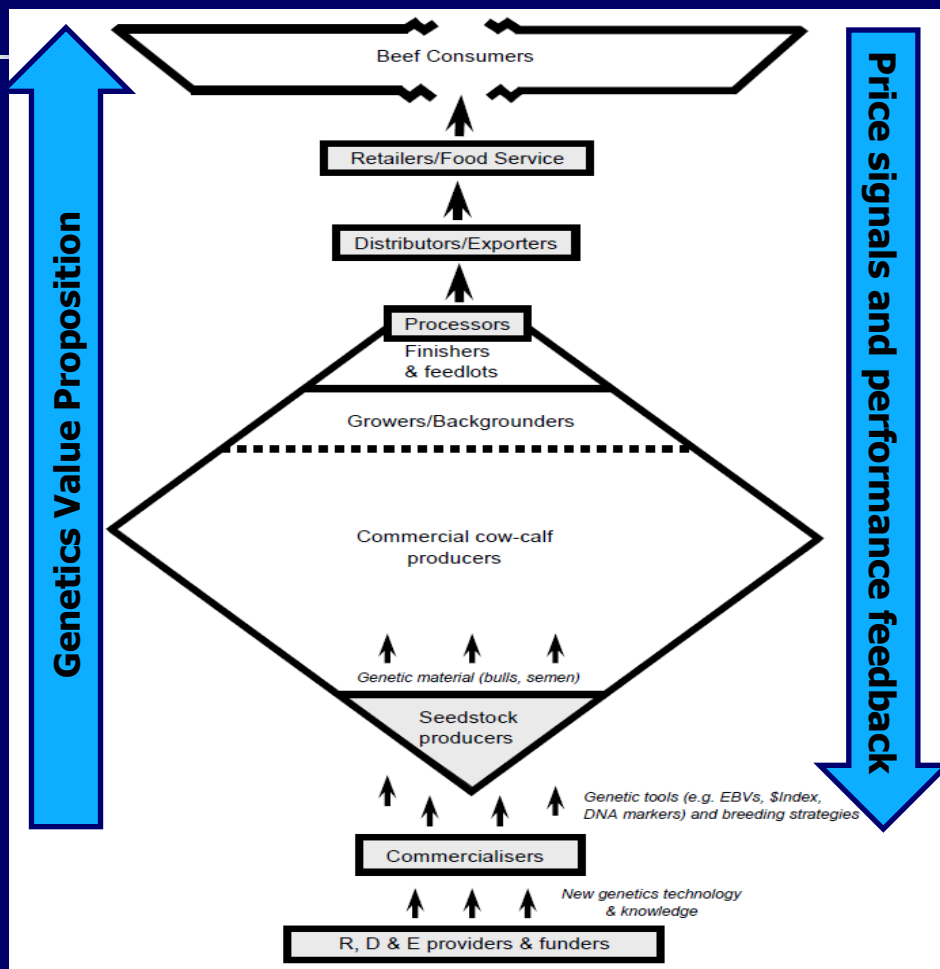 Beef Consumers
Retailers/Food Service
Distributors/Exporters
Processors
Finishers
& feedlots
Growers/Backgrounders
Commercial cow-calf
producers
Genetic material (bulls, semen)
Seedstock
producers
Genetic tools (e.g. EBVs, $Index,
DNA markers) and breeding strategies
Commercialisers
New genetics technology
& knowledge
R, D & E providers & funders
Genetics Value Proposition
Price signals and performance feedback